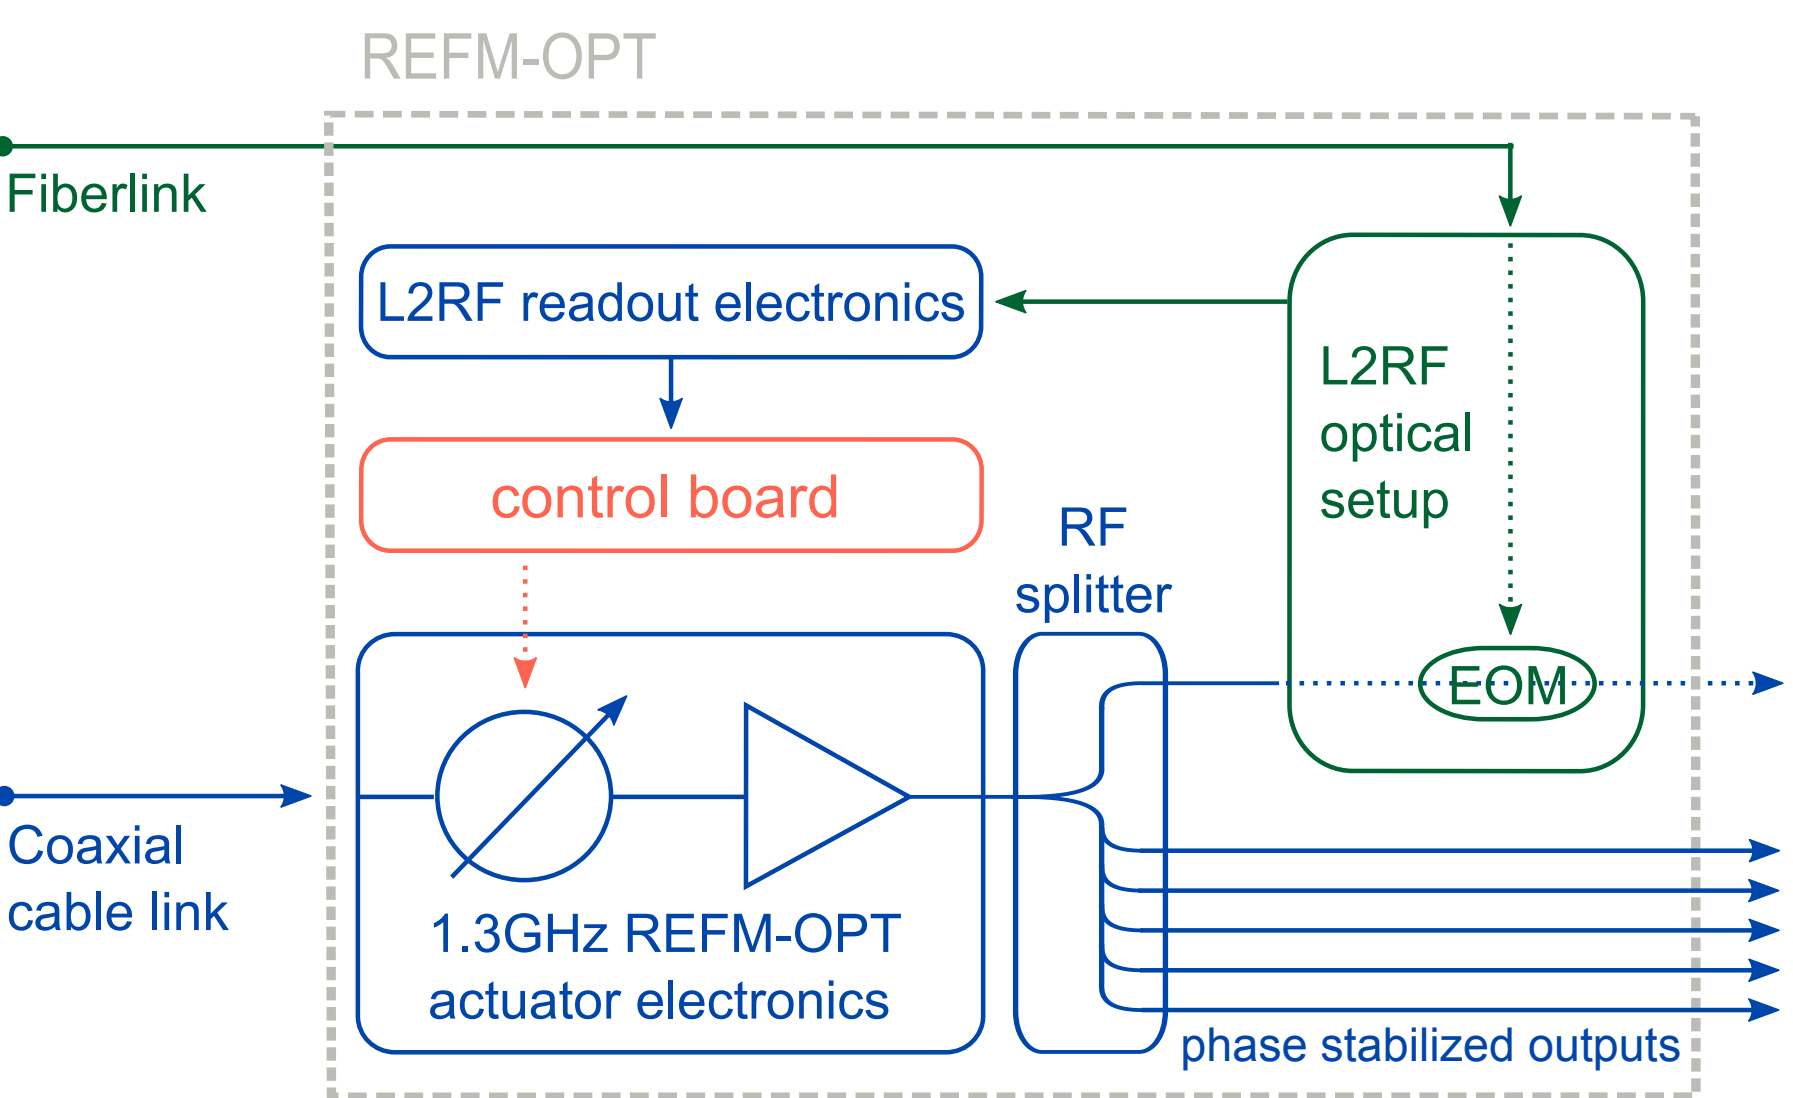 REFM-OPT
Fiberlink
L2RF readout electronics
L2RF
optical
setup
control board
RF
splitter
EOM
Coaxial
cable link
1.3GHz REFM-OPT
actuator electronics
phase stabilized outputs